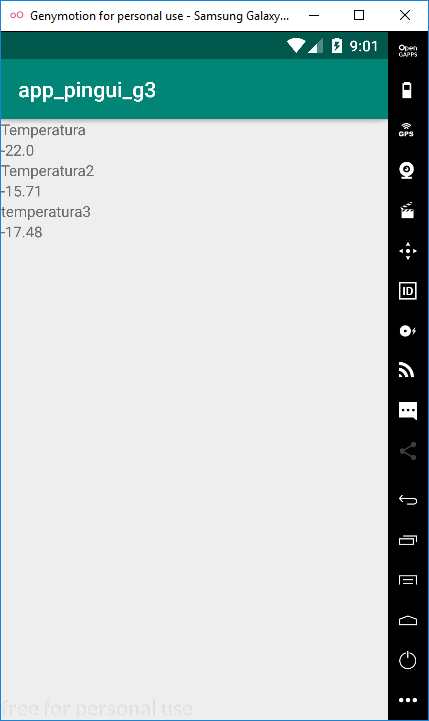 Genymotion for personal use - Samsung Galaxy...
Open
GAPPS
9:01
app_pingui_g3
GPS
Temperatura
-22.0
Temperatura2
-15.71
temperatura3
-17.48
ID
free for personal use